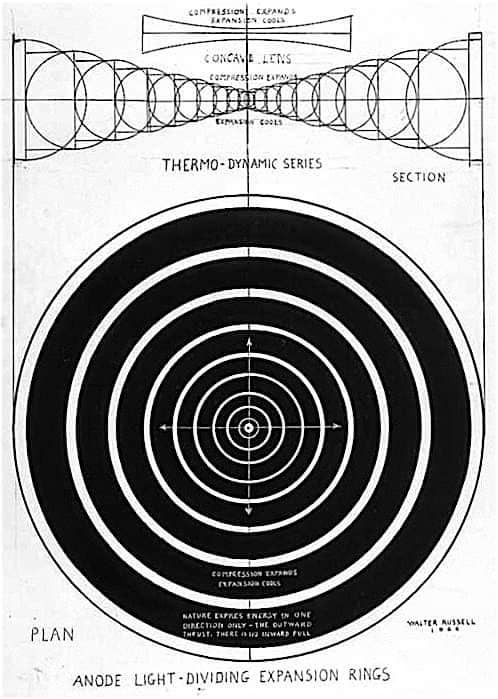 COMPRESSION EXPANDS
EXPANSION COOLS
CONCAVE LENS
COMPRESSION EXPANDS
EXPANSION COOLS
THERMO-DYNAMIC SERIES
SECTION
COMPRESSION EXPANDS
EXPANSION COOLS
NATURE EXPRES ENERGY IN ONE
DIRECTION ONLY - THE OUTWARD
THRUST. THERE IS NO INWARD PULL
WALTER RUSSELL
PLAN
ANODE LIGHT-DIVIDING EXPANSION RINGS